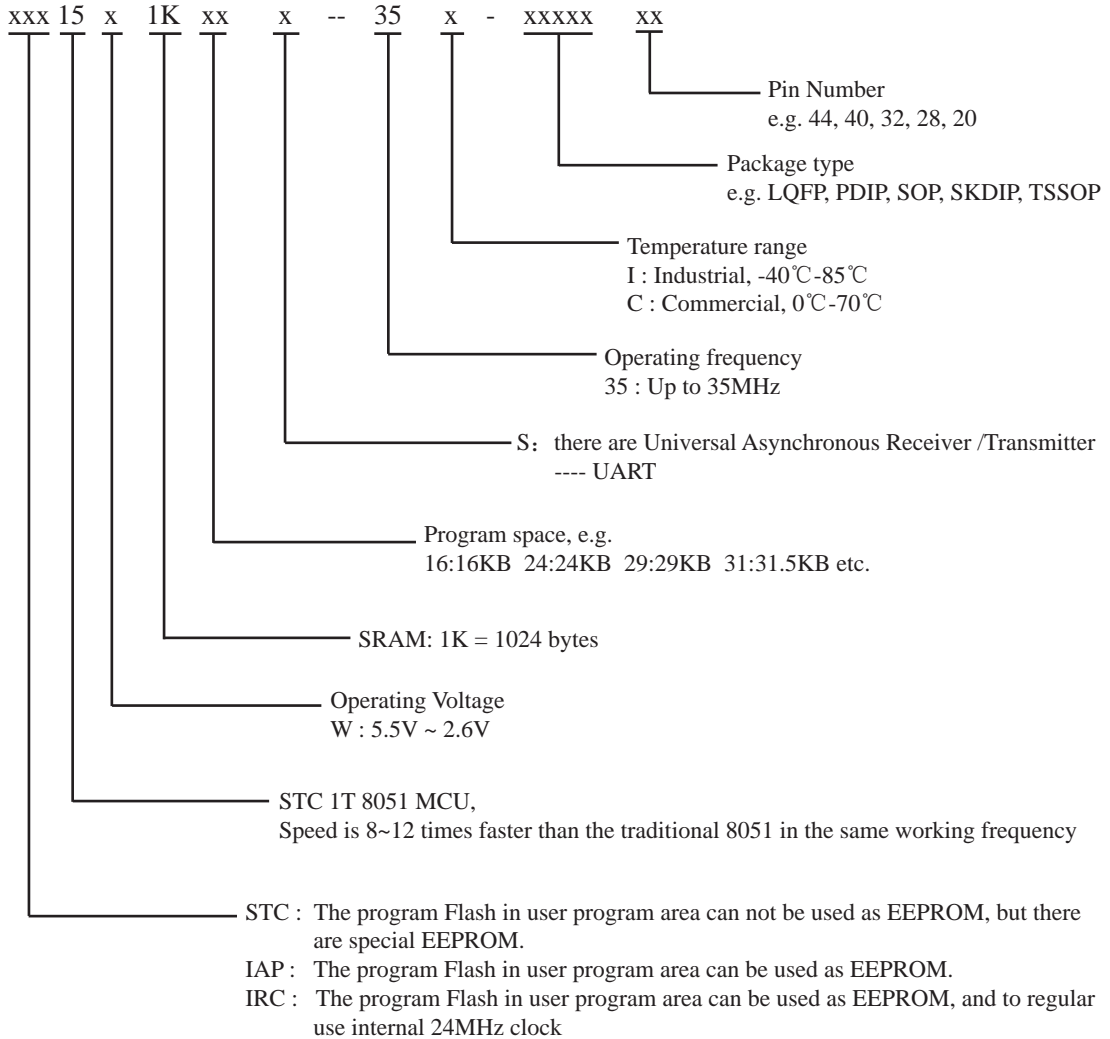 xxx 15 x 1K xx x -- 35 x - xxxxx xx
Pin Number
e.g. 44, 40, 32, 28, 20
Package type
e.g. LQFP, PDIP, SOP, SKDIP, TSSOP
Temperature range
I : Industrial, -40℃-85℃
C : Commercial, 0℃-70℃
Operating frequency
35 : Up to 35MHz
S： there are Universal Asynchronous Receiver /Transmitter
---- UART
Program space, e.g.
16:16KB 24:24KB 29:29KB 31:31.5KB etc.
SRAM: 1K = 1024 bytes
Operating Voltage
W : 5.5V ~ 2.6V
STC 1T 8051 MCU,
Speed is 8~12 times faster than the traditional 8051 in the same working frequency
STC : The program Flash in user program area can not be used as EEPROM, but there
are special EEPROM.
IAP : The program Flash in user program area can be used as EEPROM.
IRC : The program Flash in user program area can be used as EEPROM, and to regular
use internal 24MHz clock